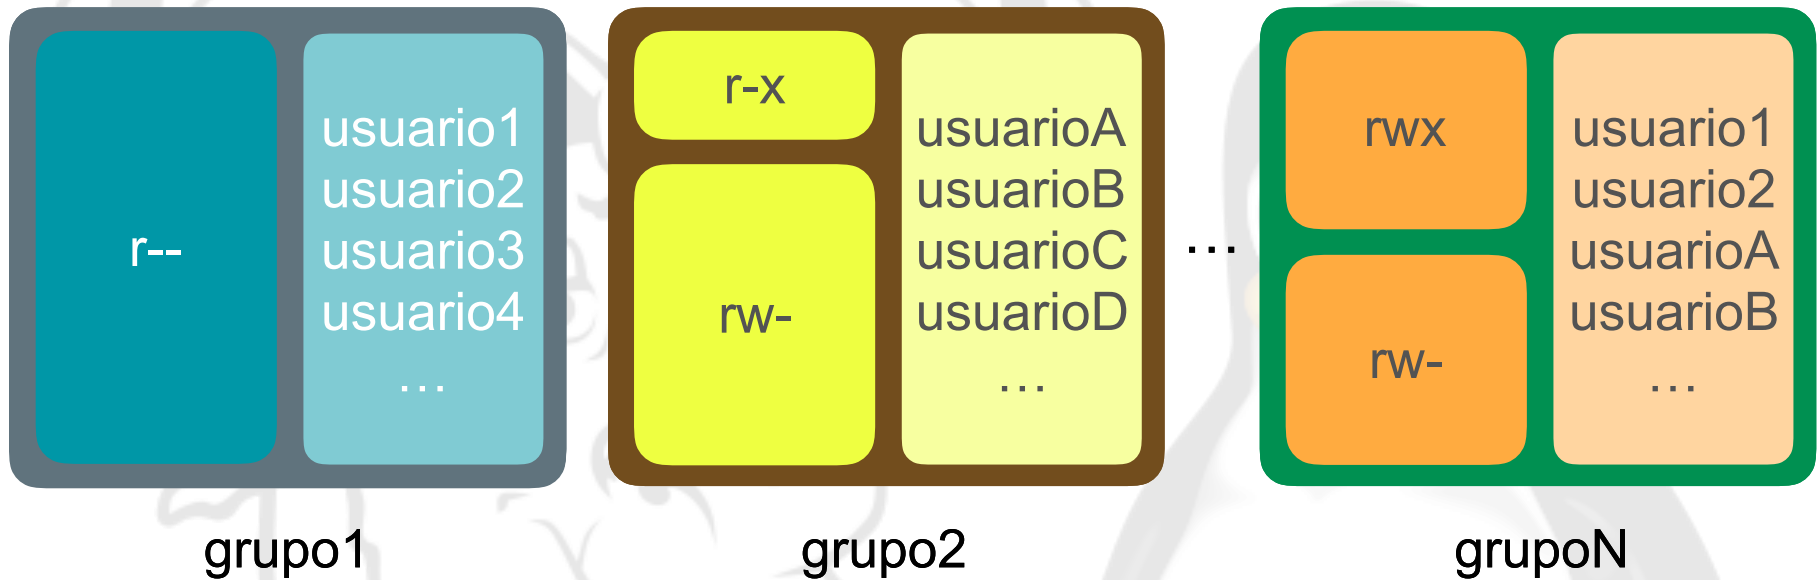 r--
usuario1
usuario2
usuario3
usuario4
...
grupo1
r-x
rw-
usuarioA
usuarioB
usuarioC
usuarioD
...
grupo2
...
rwx
rw-
usuario1
usuario2
usuarioA
usuarioB
...
grupoN